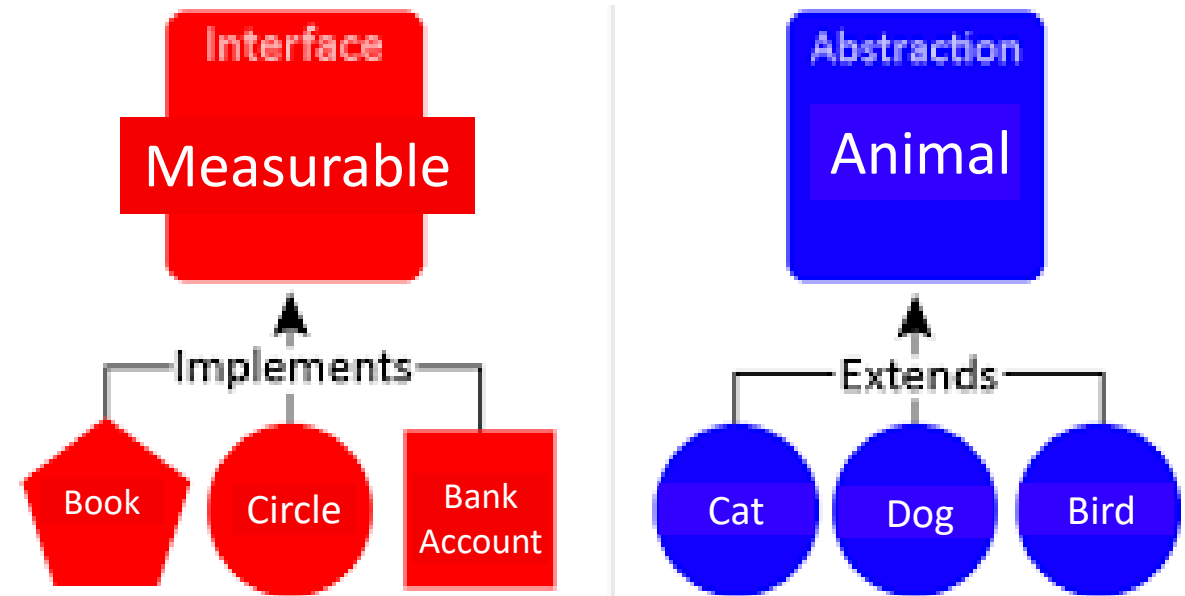 Interface
Measurable
Implements
Book
Circle
Bank
Account
Abstraction
Animal
Extends
Cat
Dog
Bird